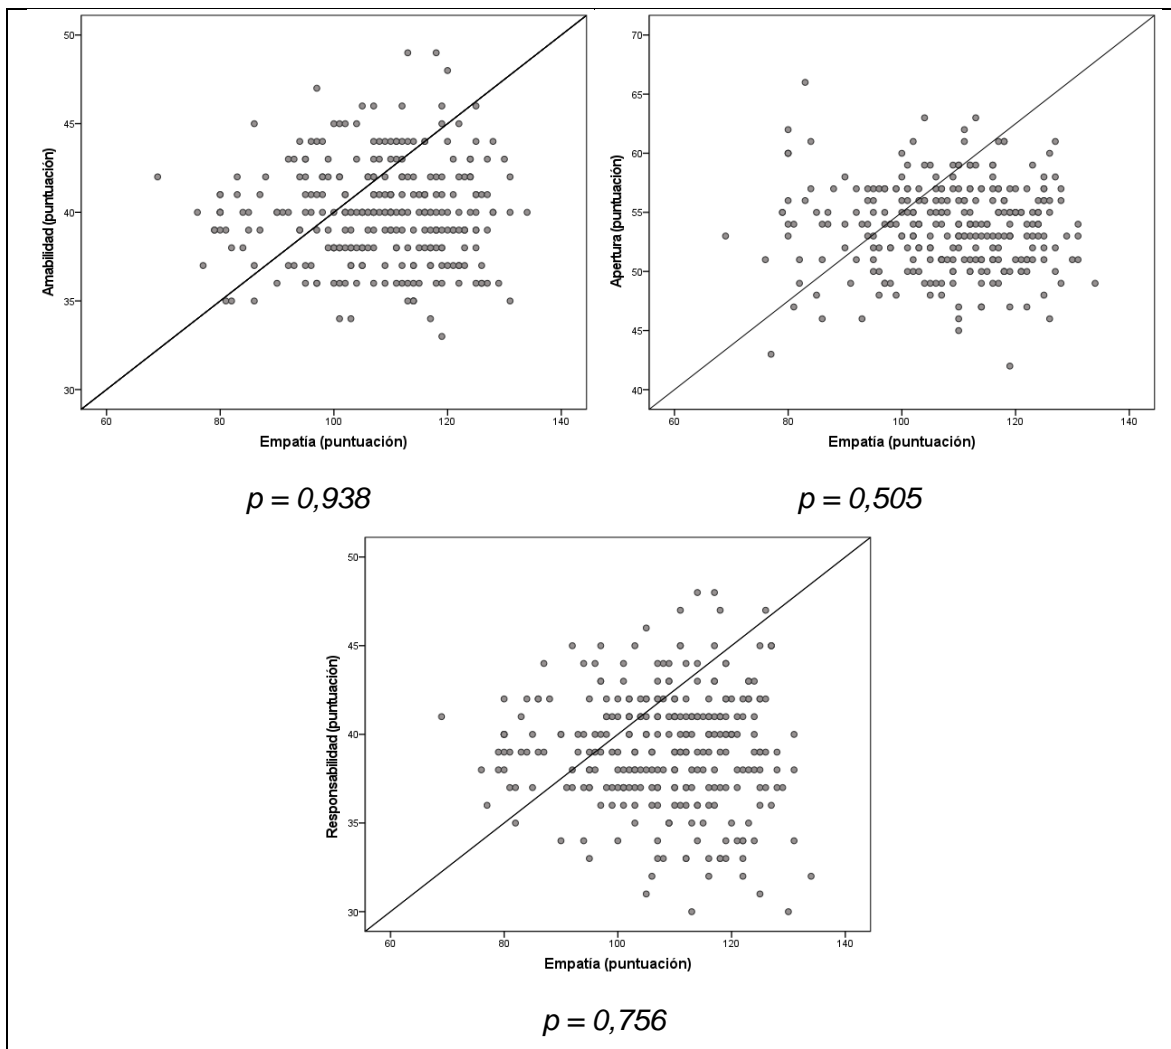 50
45
40
35
30
Amabilidad (puntuación)
60 80 100 120 140
Empatía (puntuación)
p = 0,938
70
65
60
55
50
45
40
Apertura (puntuación)
60 80 100 120 140
Empatía (puntuación)
p = 0,505
50
45
40
35
30
Responsabilidad (puntuación)
60 80 100 120 140
Empatía (puntuación)
p = 0,756